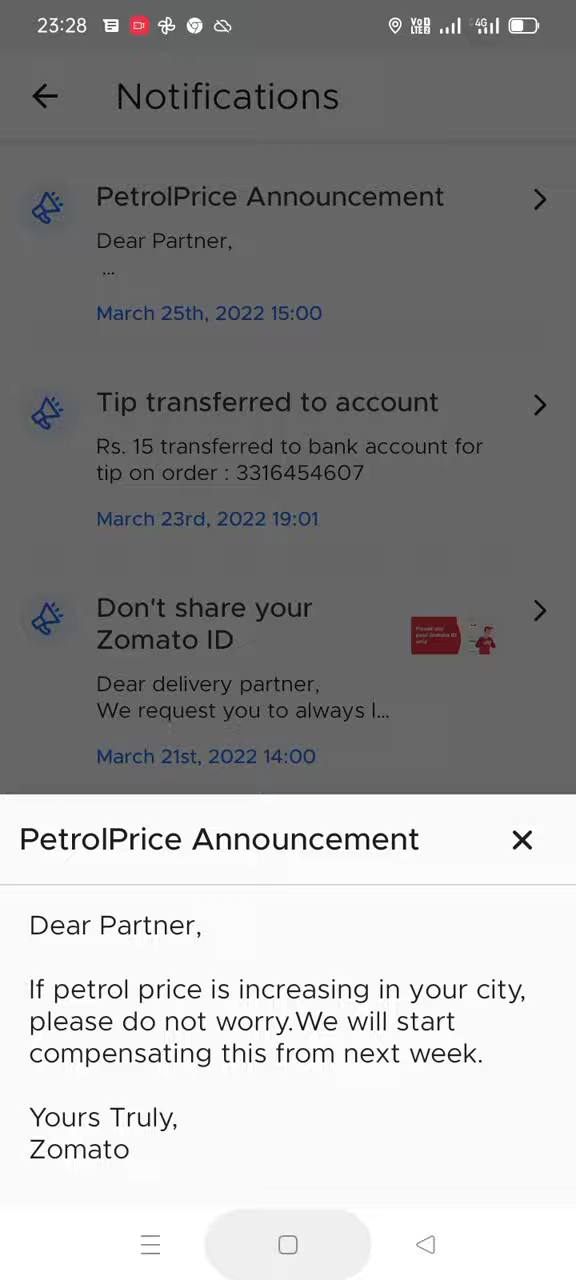 23:28
VoD
LTE2
4G
Notifications
PetrolPrice Announcement
Dear Partner,
...
March 25th, 2022 15:00
Tip transferred to account
Rs. 15 transferred to bank account for
tip on order : 3316454607
March 23rd, 2022 19:01
Don't share your
Zomato ID
Dear delivery partner,
We request you to always l...
March 21st, 2022 14:00
PetrolPrice Announcement
Dear Partner,
If petrol price is increasing in your city,
please do not worry.We will start
compensating this from next week.
Yours Truly,
Zomato